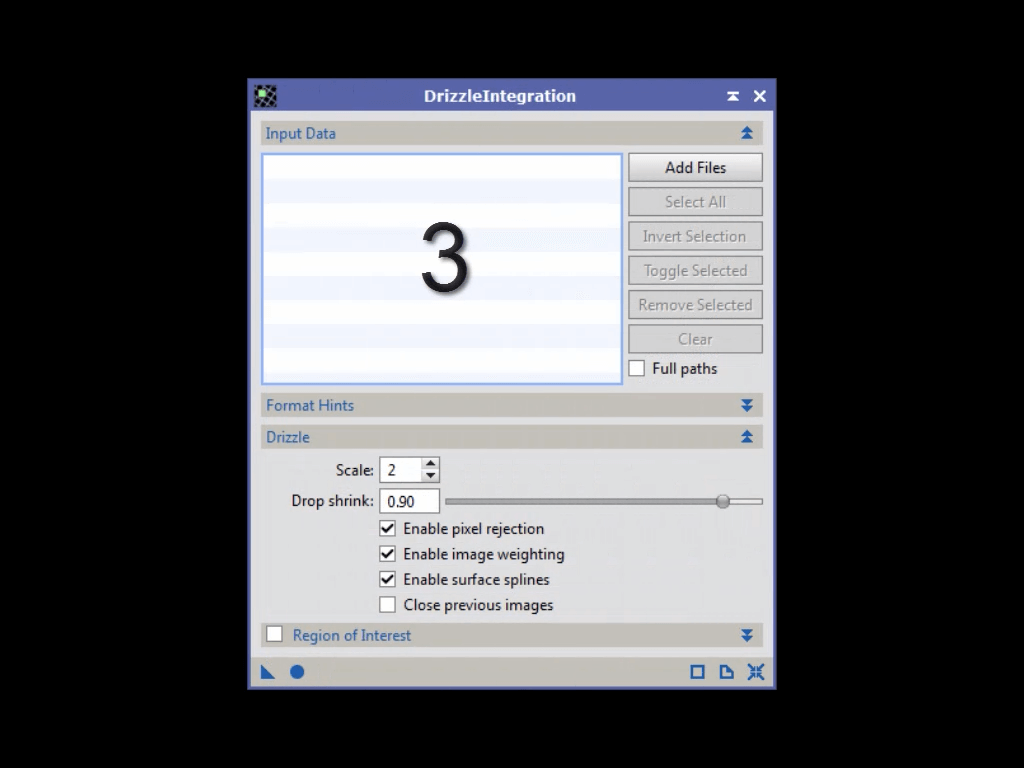 DrizzleIntegration
Input Data
3
Add Files
Select All
Invert Selection
Toggle Selected
Remove Selected
Clear
Full paths
Format Hints
Drizzle
Scale: 2
Drop shrink: 0.90
Enable pixel rejection
Enable image weighting
Enable surface splines
Close previous images
Region of Interest